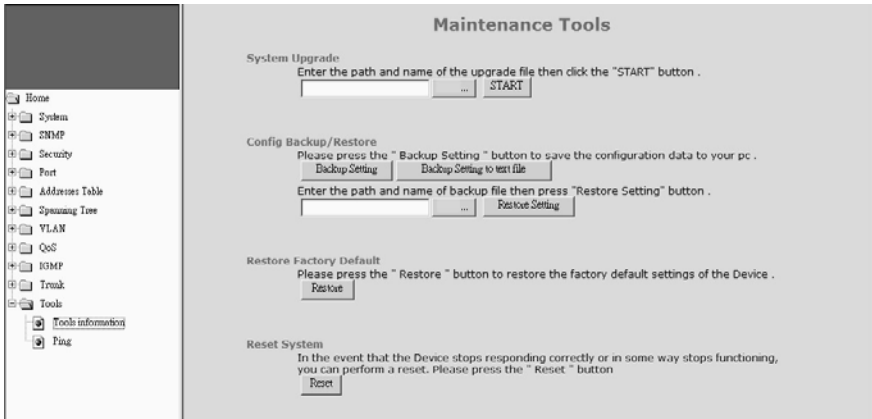 Home
System
SNMP
Security
Port
Addresses Table
Spanning Tree
VLAN
QoS
IGMP
Trunk
Tools
Tools information
Ping
Maintenance Tools
System Upgrade
Enter the path and name of the upgrade file then click the "START" button .
... START
Config Backup/Restore
Please press the " Backup Setting " button to save the configuration data to your pc .
Backup Setting Backup Setting to text file
Enter the path and name of backup file then press "Restore Setting" button .
... Restore Setting
Restore Factory Default
Please press the " Restore " button to restore the factory default settings of the Device .
Restore
Reset System
In the event that the Device stops responding correctly or in some way stops functioning,
you can perform a reset. Please press the " Reset " button
Reset